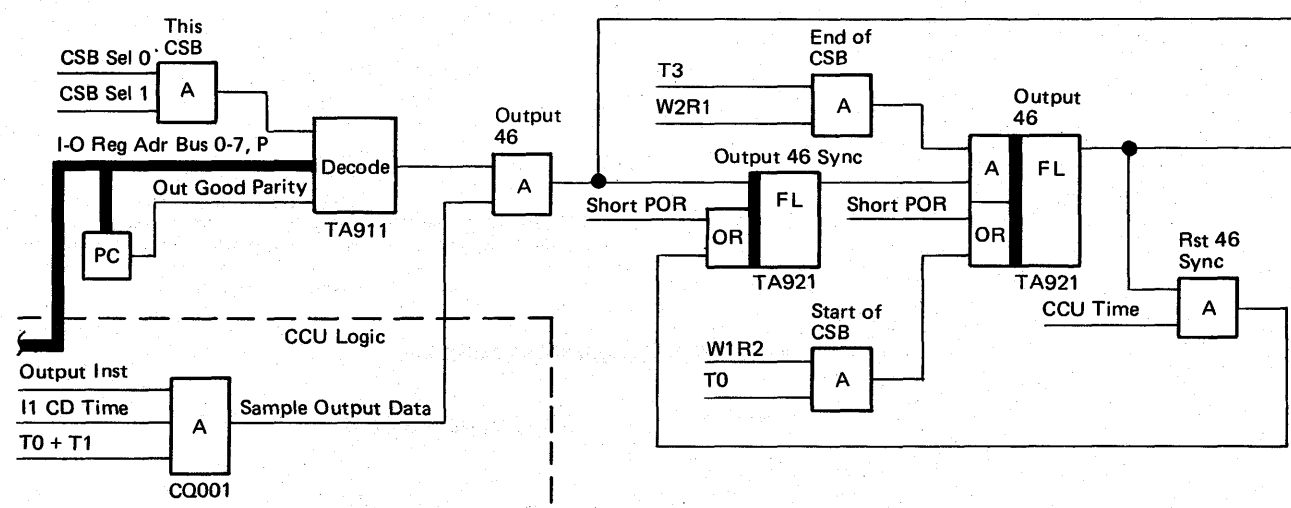 This
CSB
CSB Sel 0
CSB Sel 1
A
I-O Reg Adr Bus 0-7, P
Decode
Out Good Parity
TA911
PC
Output
46
A
CCU Logic
Output Inst
I1 CD Time
T0 + T1
A
Sample Output Data
CQ001
End of
CSB
T3
W2R1
A
Output 46 Sync
Short POR
OR
FL
TA921
Output
46
A
FL
Short POR
OR
TA921
Start of
CSB
W1R2
T0
A
Rst 46
Sync
CCU Time
A